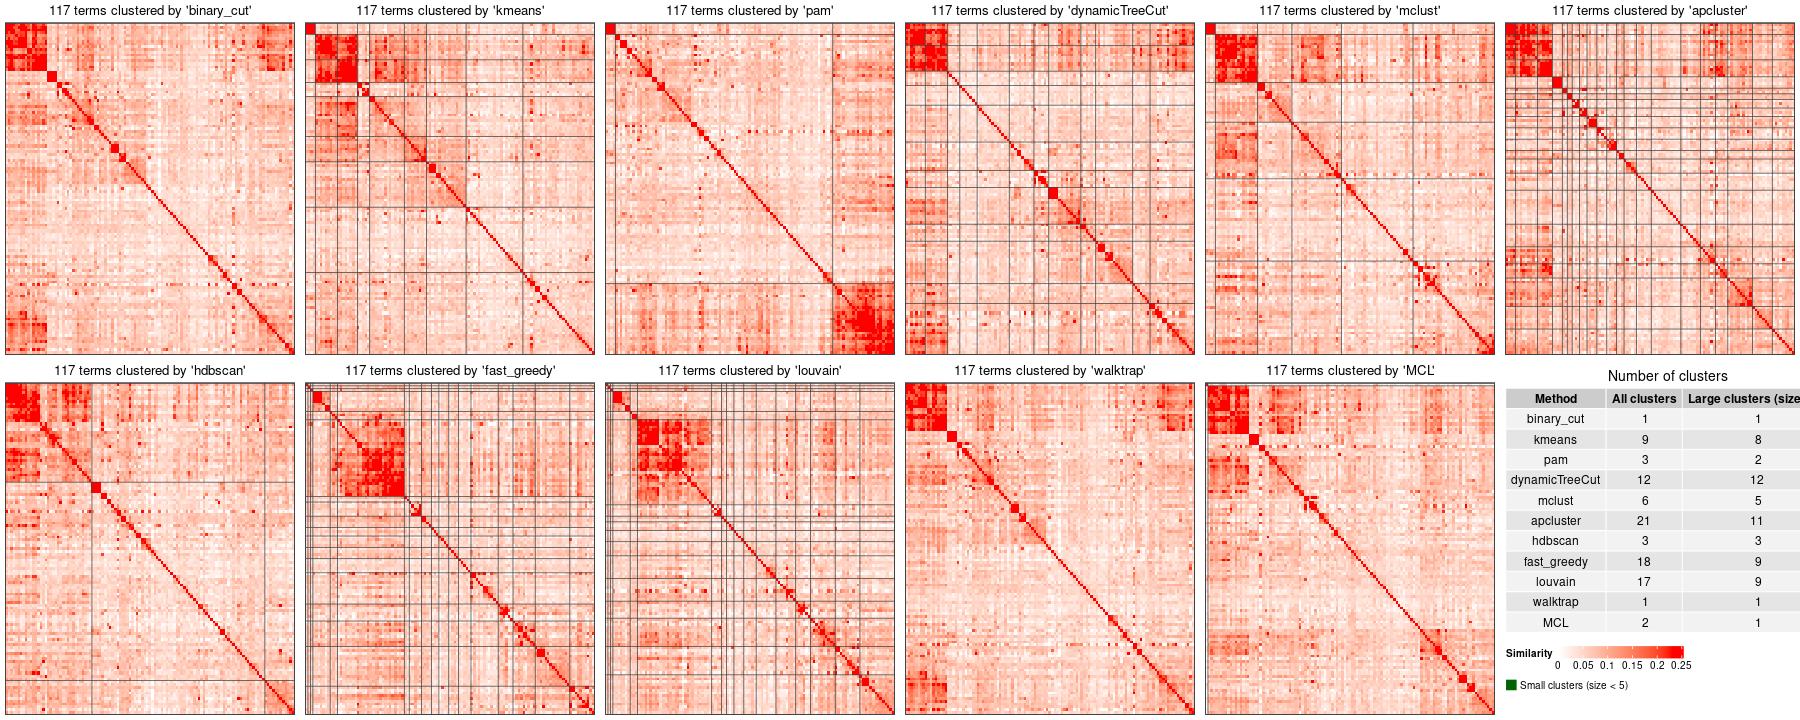 117 terms clustered by 'binary_cut'
117 terms clustered by 'kmeans'
117 terms clustered by 'pam'
117 terms clustered by 'dynamicTreeCut'
117 terms clustered by 'mclust'
117 terms clustered by 'apcluster'
117 terms clustered by 'hdbscan'
117 terms clustered by 'fast_greedy'
117 terms clustered by 'louvain'
117 terms clustered by 'walktrap'
117 terms clustered by 'MCL'
Number of clusters
Method All clusters Large clusters (size
binary_cut 1 1
kmeans 9 8
pam 3 2
dynamicTreeCut 12 12
mclust 6 5
apcluster 21 11
hdbscan 3 3
fast_greedy 18 9
louvain 17 9
walktrap 1 1
MCL 2 1
Similarity
0 0.05 0.1 0.15 0.2 0.25
Small clusters (size < 5)